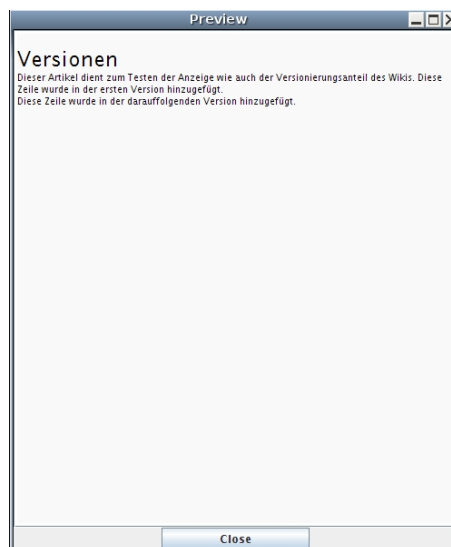 Preview
Versionen
Dieser Artikel dient zum Testen der Anzeige wie auch der Versionierungsanteil des Wikis. Diese
Zeile wurde in der ersten Version hinzugefügt.
Diese Zeile wurde in der darauffolgenden Version hinzugefügt.
Close